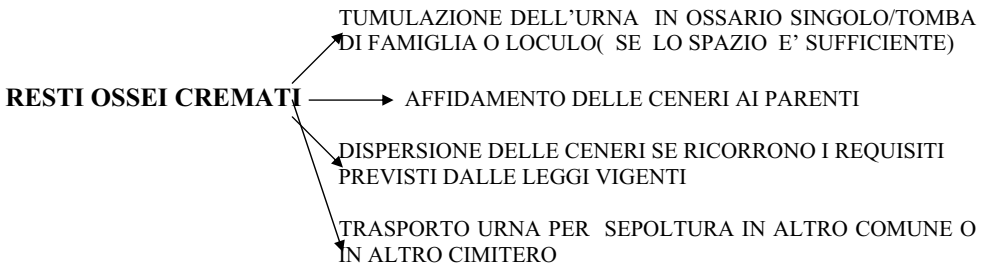 TUMULAZIONE DELL'URNA IN OSSARIO SINGOLO/TOMBA
DI FAMIGLIA O LOCULO( SE LO SPAZIO E' SUFFICIENTE)
RESTI OSSEI CREMATI
AFFIDAMENTO DELLE CENERI AI PARENTI
DISPERSIONE DELLE CENERI SE RICORRONO I REQUISITI
PREVISTI DALLE LEGGI VIGENTI
TRASPORTO URNA PER SEPOLTURA IN ALTRO COMUNE O
IN ALTRO CIMITERO